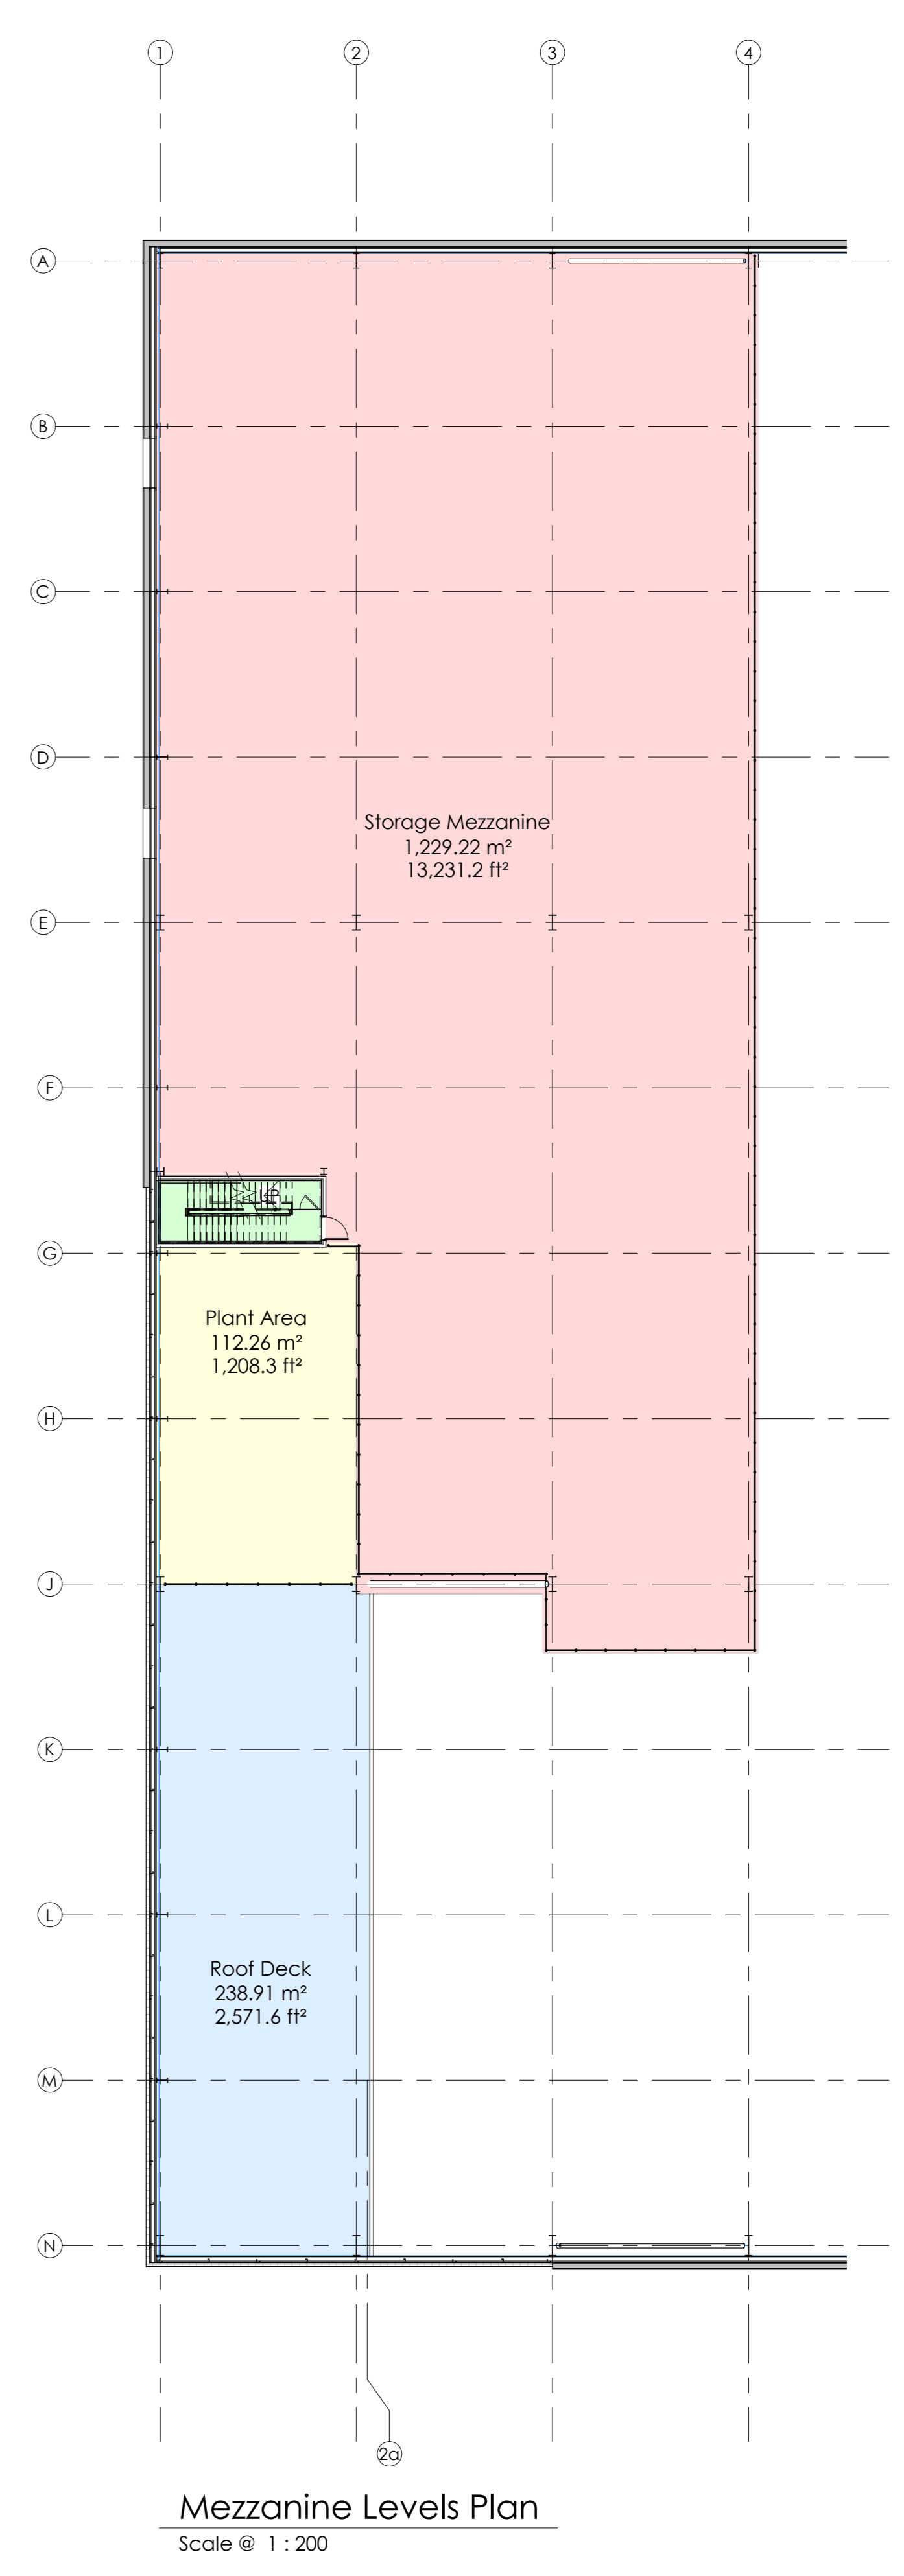 1 2 3 4
A
B
C
D
Storage Mezzanine
1,229.22 m²
13,231.2 ft²
E
F
UP
G
Plant Area
112.26 m²
1,208.3 ft²
H
J
K
L
Roof Deck
238.91 m²
2,571.6 ft²
M
N
2a
Mezzanine Levels Plan
Scale @ 1 : 200